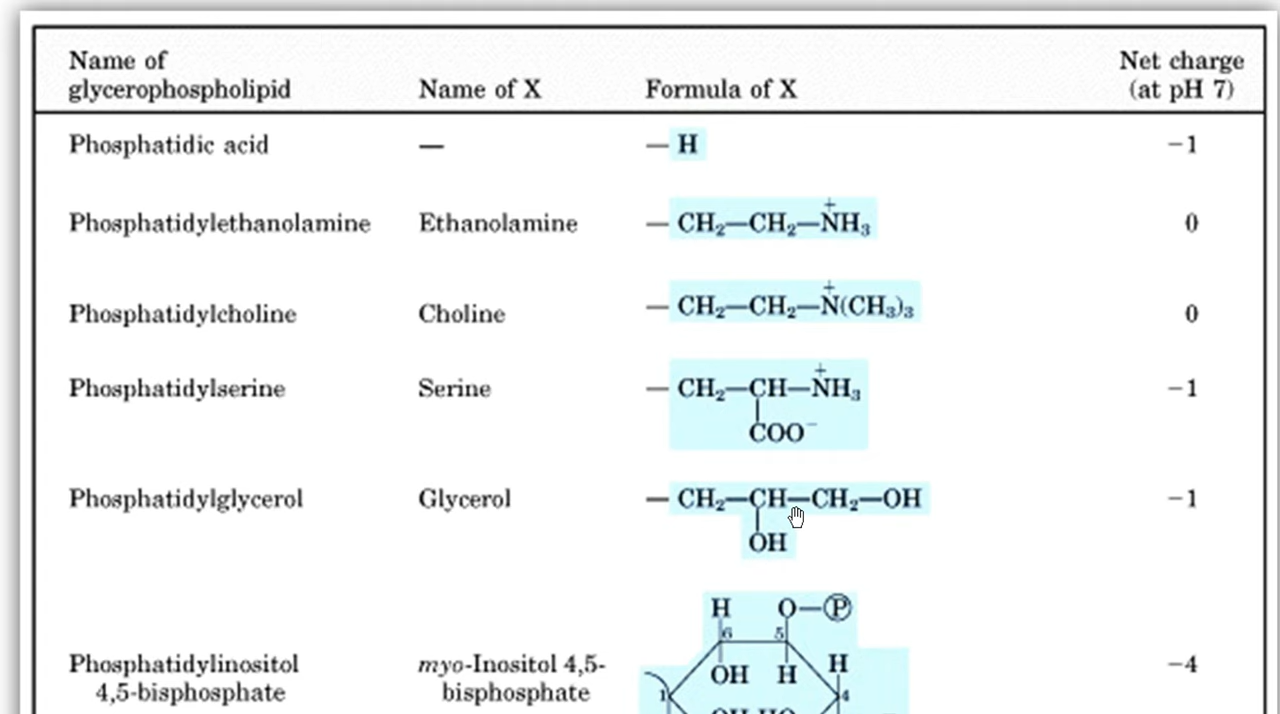 Name of glycerophospholipid	Name of X	Formula of X	Net charge (at pH 7)
Phosphatidic acid	—	— H	−1
Phosphatidylethanolamine	Ethanolamine	— CH₂—CH₂—N⁺H₃	0
Phosphatidylcholine	Choline	— CH₂—CH₂—N⁺(CH₃)₃	0
Phosphatidylserine	Serine	— CH₂—CH—N⁺H₃	−1
COO⁻
Phosphatidylglycerol	Glycerol	— CH₂—CH—CH₂—OH	−1
OH
H	O—Ⓟ
6	5
Phosphatidylinositol	myo-Inositol 4,5-	OH	H	H	−4
4,5-bisphosphate	bisphosphate	1	4